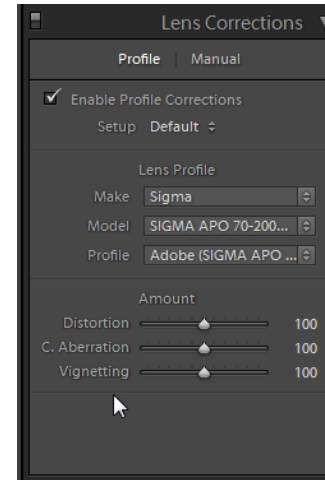 Lens Corrections
Profile | Manual
Enable Profile Corrections
Setup Default
Lens Profile
Make Sigma
Model SIGMA APO 70-200...
Profile Adobe (SIGMA APO ...
Amount
Distortion 100
C. Aberration 100
Vignetting 100